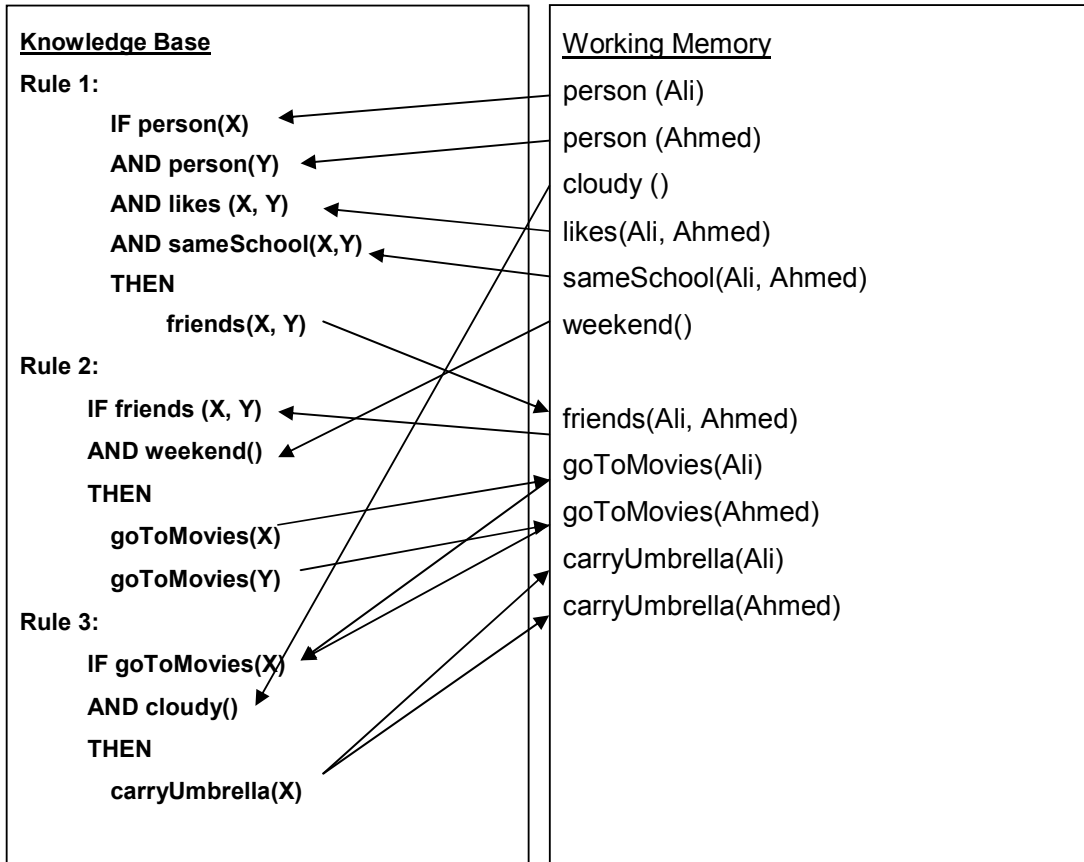 Knowledge Base
Rule 1:
IF person(X)
AND person(Y)
AND likes (X, Y)
AND sameSchool(X,Y)
THEN
friends(X, Y)
Rule 2:
IF friends (X, Y)
AND weekend()
THEN
goToMovies(X)
goToMovies(Y)
Rule 3:
IF goToMovies(X)
AND cloudy()
THEN
carryUmbrella(X)
Working Memory
person (Ali)
person (Ahmed)
cloudy ()
likes(Ali, Ahmed)
sameSchool(Ali, Ahmed)
weekend()
friends(Ali, Ahmed)
goToMovies(Ali)
goToMovies(Ahmed)
carryUmbrella(Ali)
carryUmbrella(Ahmed)